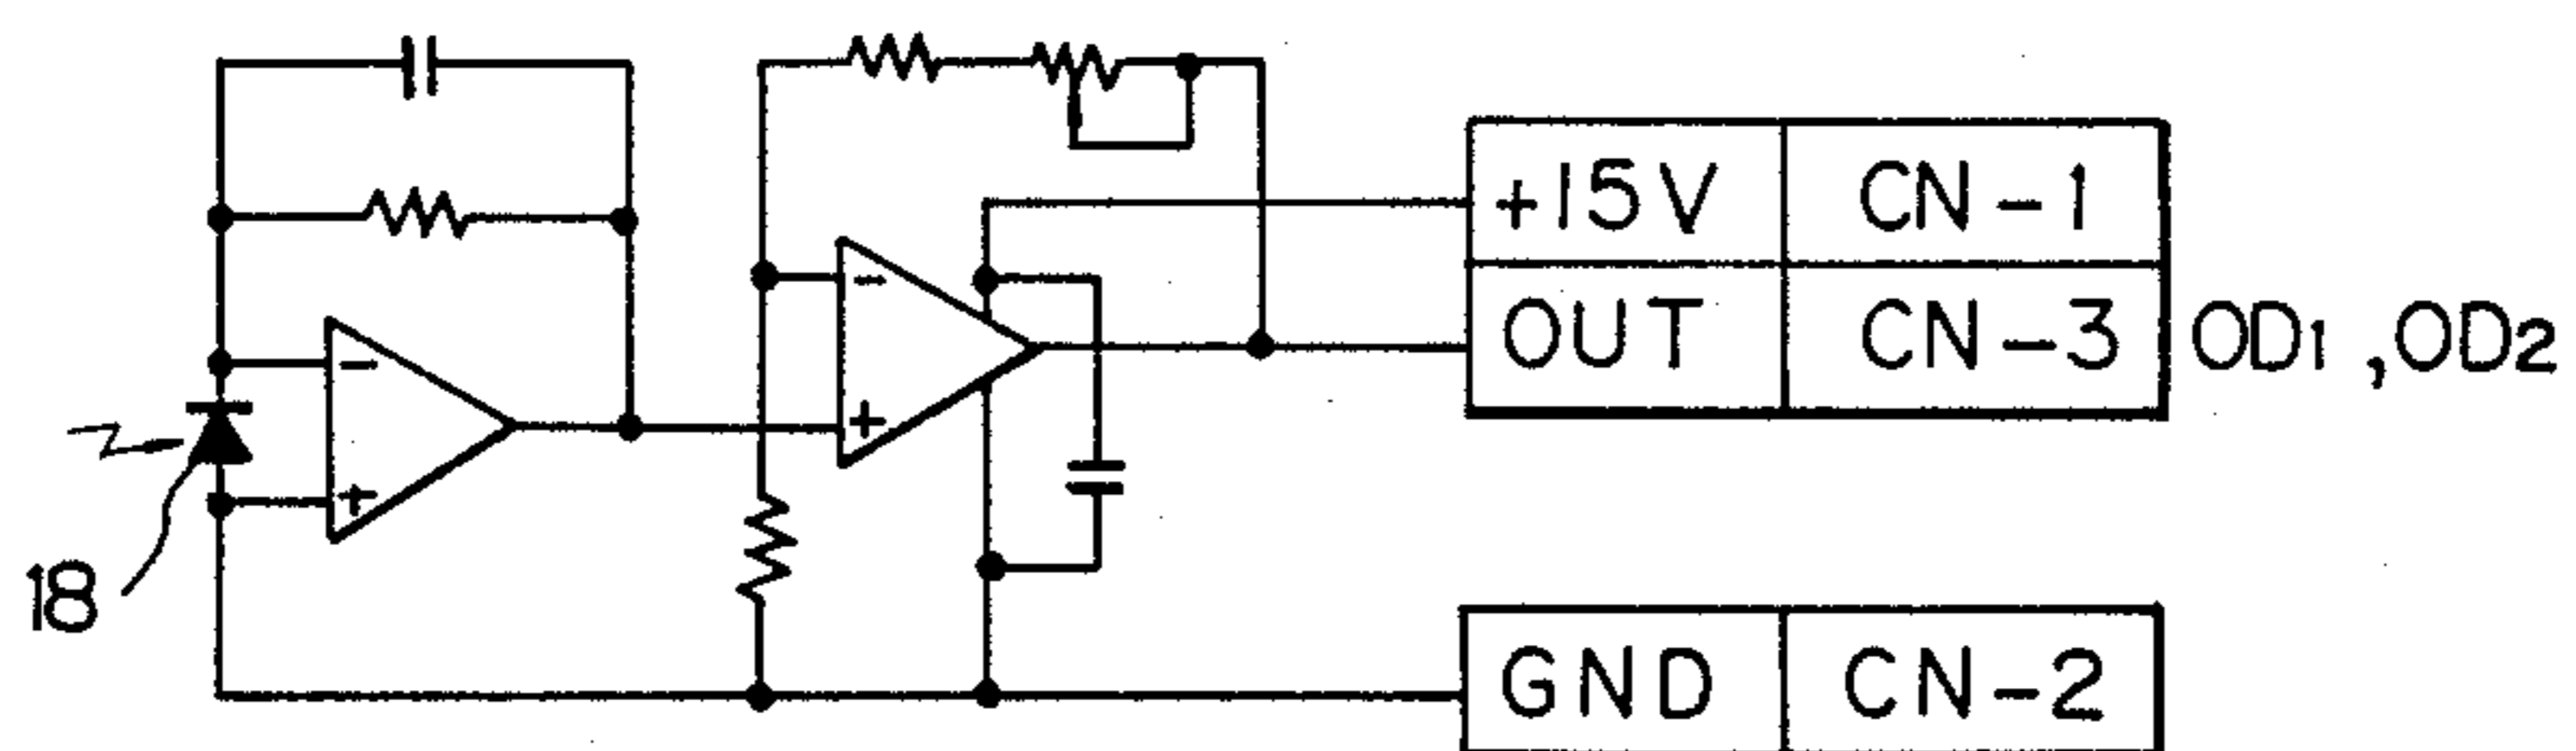 +15V CN-1
OUT CN-3 OD1, OD2
GND CN-2
18
- + - +